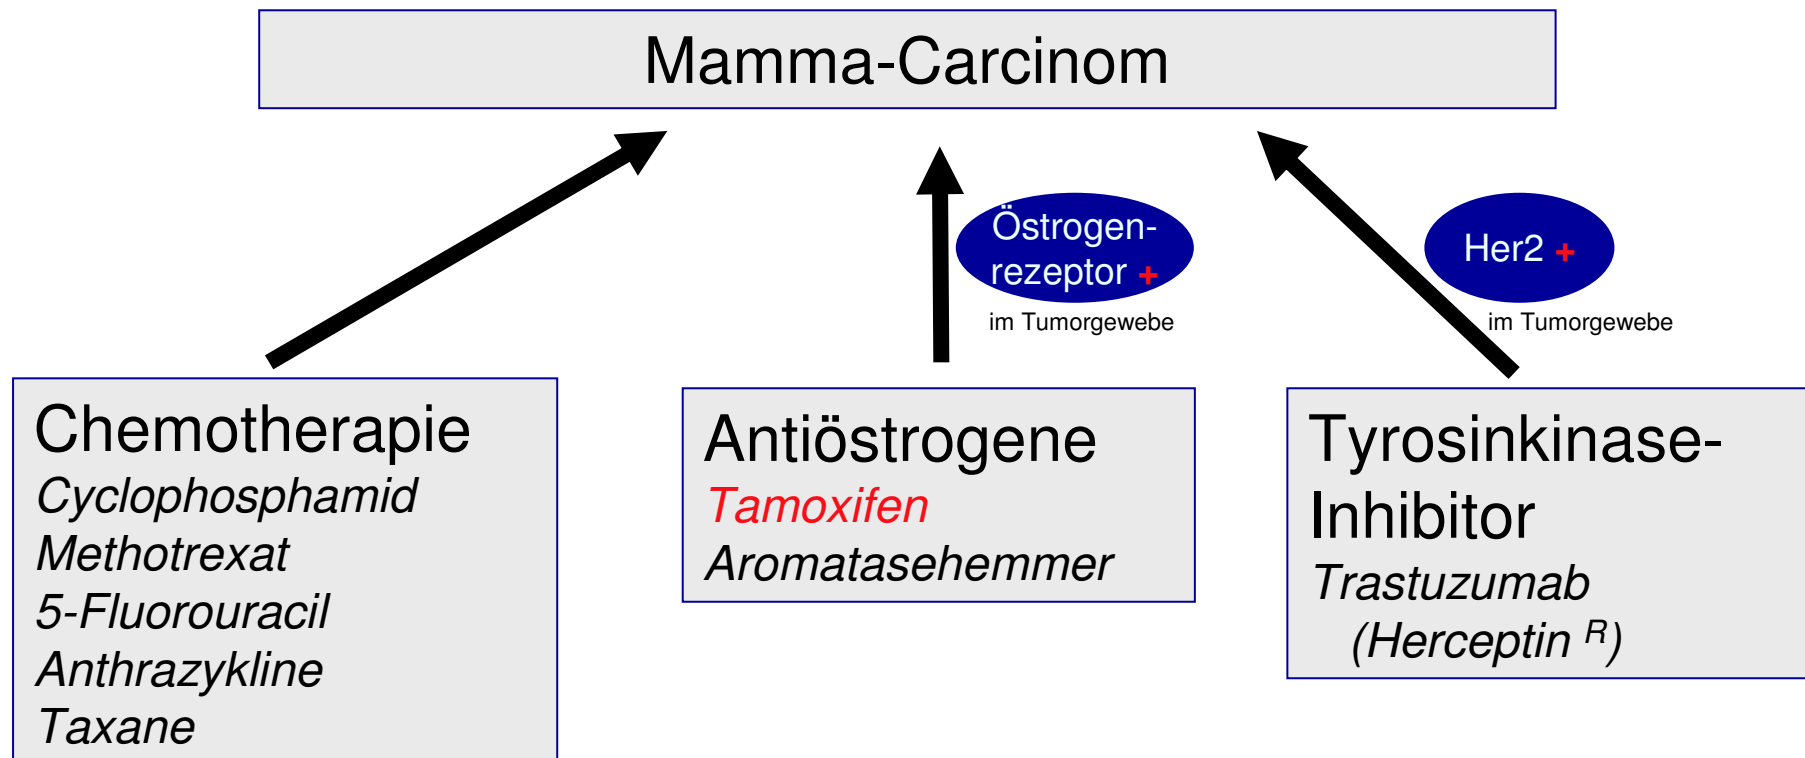 Mamma-Carcinom
Östrogen-
rezeptor +
im Tumorgewebe
Her2 +
im Tumorgewebe
Chemotherapie
Cyclophosphamid
Methotrexat
5-Fluorouracil
Anthrazykline
Taxane
Antiöstrogene
Tamoxifen
Aromatasehemmer
Tyrosinkinase-
Inhibitor
Trastuzumab
(Herceptin R)